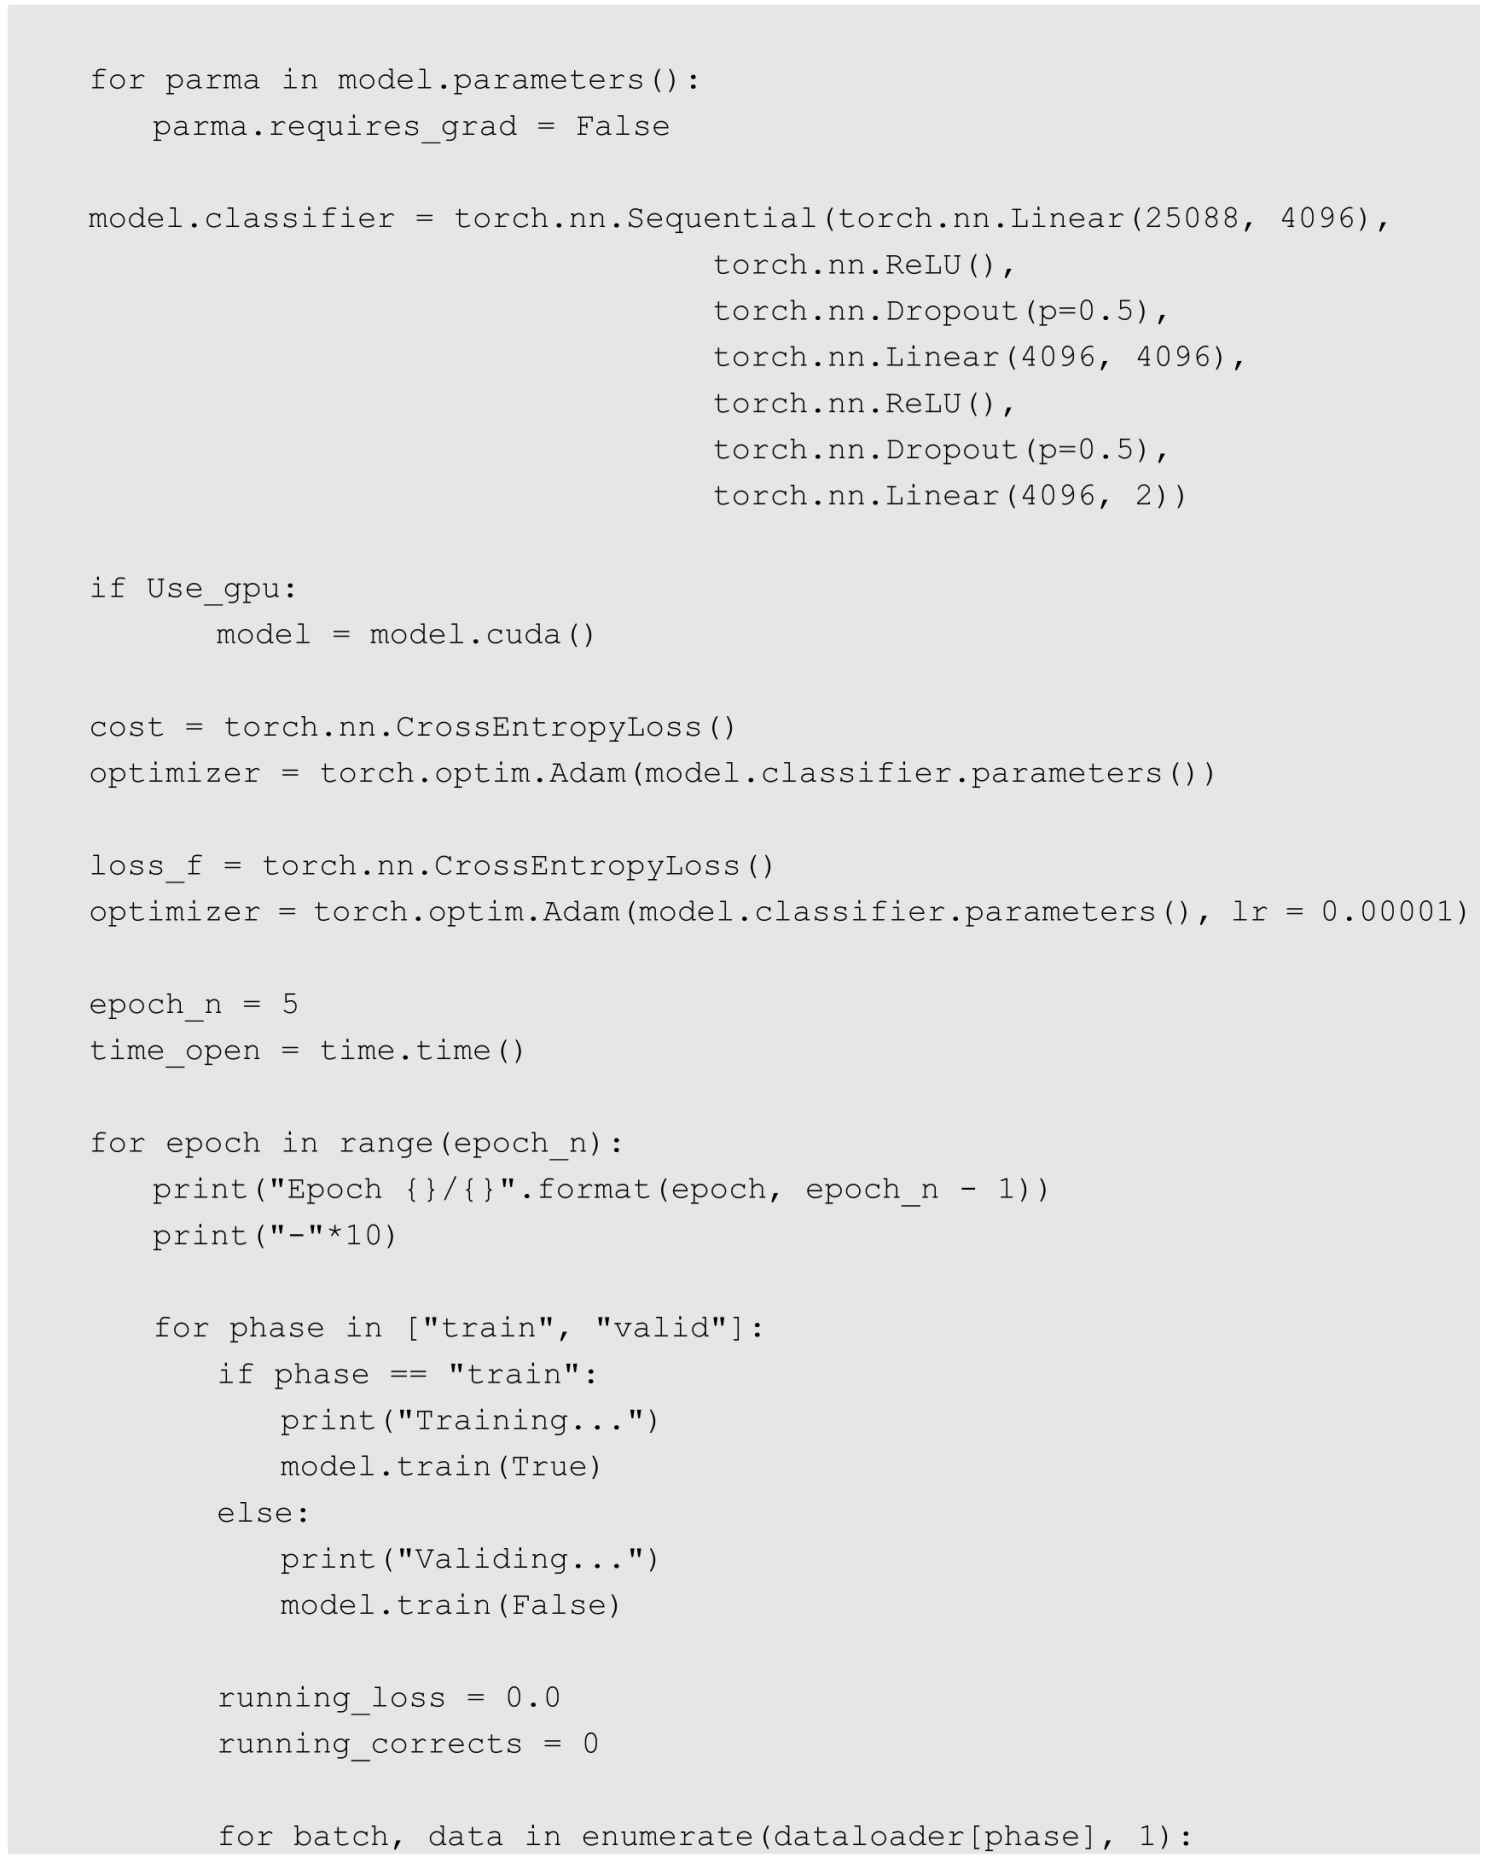 for parma in model.parameters():
    parma.requires_grad = False
model.classifier = torch.nn.Sequential(torch.nn.Linear(25088, 4096),
                                       torch.nn.ReLU(),
                                       torch.nn.Dropout(p=0.5),
                                       torch.nn.Linear(4096, 4096),
                                       torch.nn.ReLU(),
                                       torch.nn.Dropout(p=0.5),
                                       torch.nn.Linear(4096, 2))
if Use_gpu:
        model = model.cuda()
cost = torch.nn.CrossEntropyLoss()
optimizer = torch.optim.Adam(model.classifier.parameters())
loss_f = torch.nn.CrossEntropyLoss()
optimizer = torch.optim.Adam(model.classifier.parameters(), lr = 0.00001)
epoch_n = 5
time_open = time.time()
for epoch in range(epoch_n):
    print("Epoch {}/{}".format(epoch, epoch_n - 1))
    print("-"*10)
    for phase in ["train", "valid"]:
        if phase == "train":
            print("Training...")
            model.train(True)
        else:
            print("Validing...")
            model.train(False)
        running_loss = 0.0
        running_corrects = 0
        for batch, data in enumerate(dataloader[phase], 1):